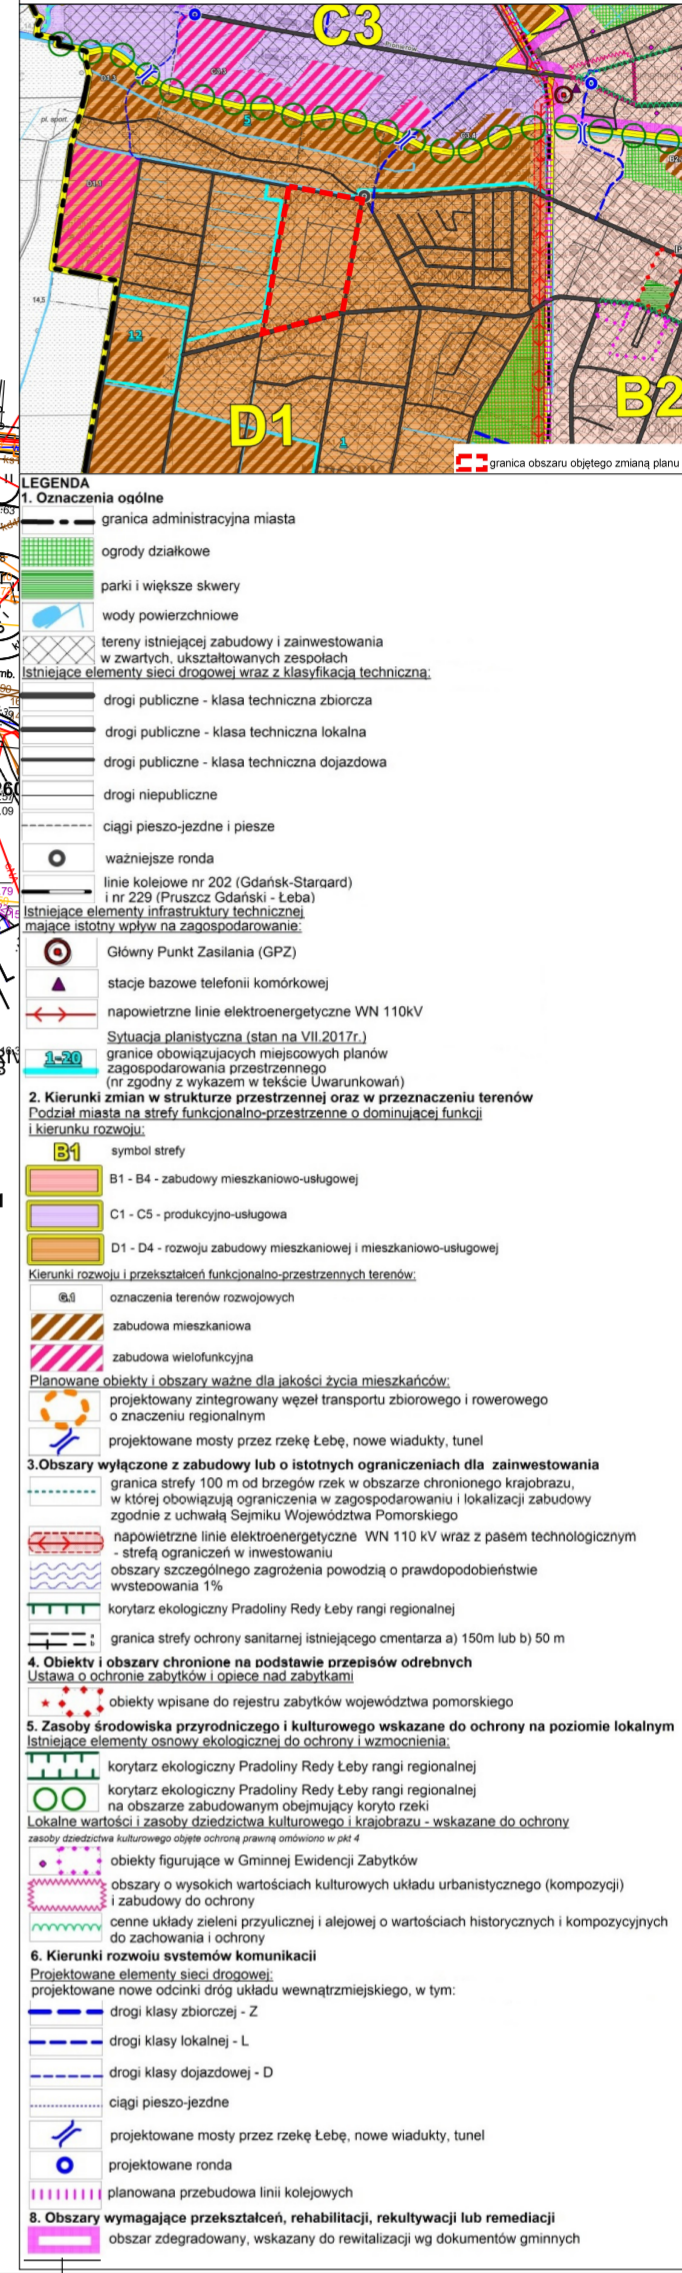 C3
Pionierów
C3.3
D1.3
5
pl. sport.
C3.4
D1.1
B2
14,5
12
D1
B2
1
granica obszaru objętego zmianą planu
LEGENDA
1. Oznaczenia ogólne
granica administracyjna miasta
ogrody działkowe
parki i większe skwery
wody powierzchniowe
tereny istniejącej zabudowy i zainwestowania
w zwartych, ukształtowanych zespołach
Istniejące elementy sieci drogowej wraz z klasyfikacją techniczną:
drogi publiczne - klasa techniczna zbiorcza
drogi publiczne - klasa techniczna lokalna
drogi publiczne - klasa techniczna dojazdowa
drogi niepubliczne
ciągi pieszo-jezdne i piesze
ważniejsze ronda
linie kolejowe nr 202 (Gdańsk-Stargard)
i nr 229 (Pruszcz Gdański - Łeba)
Istniejące elementy infrastruktury technicznej
mające istotny wpływ na zagospodarowanie:
Główny Punkt Zasilania (GPZ)
stacje bazowe telefonii komórkowej
napowietrzne linie elektroenergetyczne WN 110kV
Sytuacja planistyczna (stan na VII.2017r.)
1-20
granice obowiązujacych miejscowych planów
zagospodarowania przestrzennego
(nr zgodny z wykazem w tekście Uwarunkowań)
2. Kierunki zmian w strukturze przestrzennej oraz w przeznaczeniu terenów
Podział miasta na strefy funkcjonalno-przestrzenne o dominującej funkcji
i kierunku rozwoju:
B1 symbol strefy
B1 - B4 - zabudowy mieszkaniowo-usługowej
C1 - C5 - produkcyjno-usługowa
D1 - D4 - rozwoju zabudowy mieszkaniowej i mieszkaniowo-usługowej
Kierunki rozwoju i przekształceń funkcjonalno-przestrzennych terenów:
G.1 oznaczenia terenów rozwojowych
zabudowa mieszkaniowa
zabudowa wielofunkcyjna
Planowane obiekty i obszary ważne dla jakości życia mieszkańców:
projektowany zintegrowany węzeł transportu zbiorowego i rowerowego
o znaczeniu regionalnym
projektowane mosty przez rzekę Łebę, nowe wiadukty, tunel
3.Obszary wyłączone z zabudowy lub o istotnych ograniczeniach dla zainwestowania
granica strefy 100 m od brzegów rzek w obszarze chronionego krajobrazu,
w której obowiązują ograniczenia w zagospodarowaniu i lokalizacji zabudowy
zgodnie z uchwałą Sejmiku Województwa Pomorskiego
napowietrzne linie elektroenergetyczne WN 110 kV wraz z pasem technologicznym
- strefą ograniczeń w inwestowaniu
obszary szczególnego zagrożenia powodzią o prawdopodobieństwie
występowania 1%
korytarz ekologiczny Pradoliny Redy Łeby rangi regionalnej
a
b
granica strefy ochrony sanitarnej istniejącego cmentarza a) 150m lub b) 50 m
4. Obiekty i obszary chronione na podstawie przepisów odrębnych
Ustawa o ochronie zabytków i opiece nad zabytkami
obiekty wpisane do rejestru zabytków województwa pomorskiego
5. Zasoby środowiska przyrodniczego i kulturowego wskazane do ochrony na poziomie lokalnym
Istniejące elementy osnowy ekologicznej do ochrony i wzmocnienia:
korytarz ekologiczny Pradoliny Redy Łeby rangi regionalnej
korytarz ekologiczny Pradoliny Redy Łeby rangi regionalnej
na obszarze zabudowanym obejmujący koryto rzeki
Lokalne wartości i zasoby dziedzictwa kulturowego i krajobrazu - wskazane do ochrony
zasoby dziedzictwa kulturowego objęte ochroną prawną omówiono w pkt 4
obiekty figurujące w Gminnej Ewidencji Zabytków
obszary o wysokich wartościach kulturowych układu urbanistycznego (kompozycji)
i zabudowy do ochrony
cenne układy zieleni przyulicznej i alejowej o wartościach historycznych i kompozycyjnych
do zachowania i ochrony
6. Kierunki rozwoju systemów komunikacji
Projektowane elementy sieci drogowej:
projektowane nowe odcinki dróg układu wewnątrzmiejskiego, w tym:
drogi klasy zbiorczej - Z
drogi klasy lokalnej - L
drogi klasy dojazdowej - D
ciągi pieszo-jezdne
projektowane mosty przez rzekę Łebę, nowe wiadukty, tunel
projektowane ronda
planowana przebudowa linii kolejowych
8. Obszary wymagające przekształceń, rehabilitacji, rekultywacji lub remediacji
obszar zdegradowany, wskazany do rewitalizacji wg dokumentów gminnych